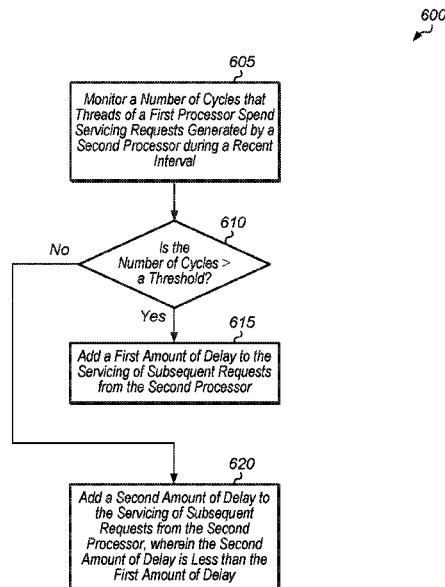 600
605
Monitor a Number of Cycles that
Threads of a First Processor Spend
Servicing Requests Generated by a
Second Processor during a Recent
Interval
610
No
Is the
Number of Cycles >
a Threshold?
Yes
615
Add a First Amount of Delay to the
Servicing of Subsequent Requests
from the Second Processor
620
Add a Second Amount of Delay to
the Servicing of Subsequent
Requests from the Second
Processor, wherein the Second
Amount of Delay is Less than the
First Amount of Delay